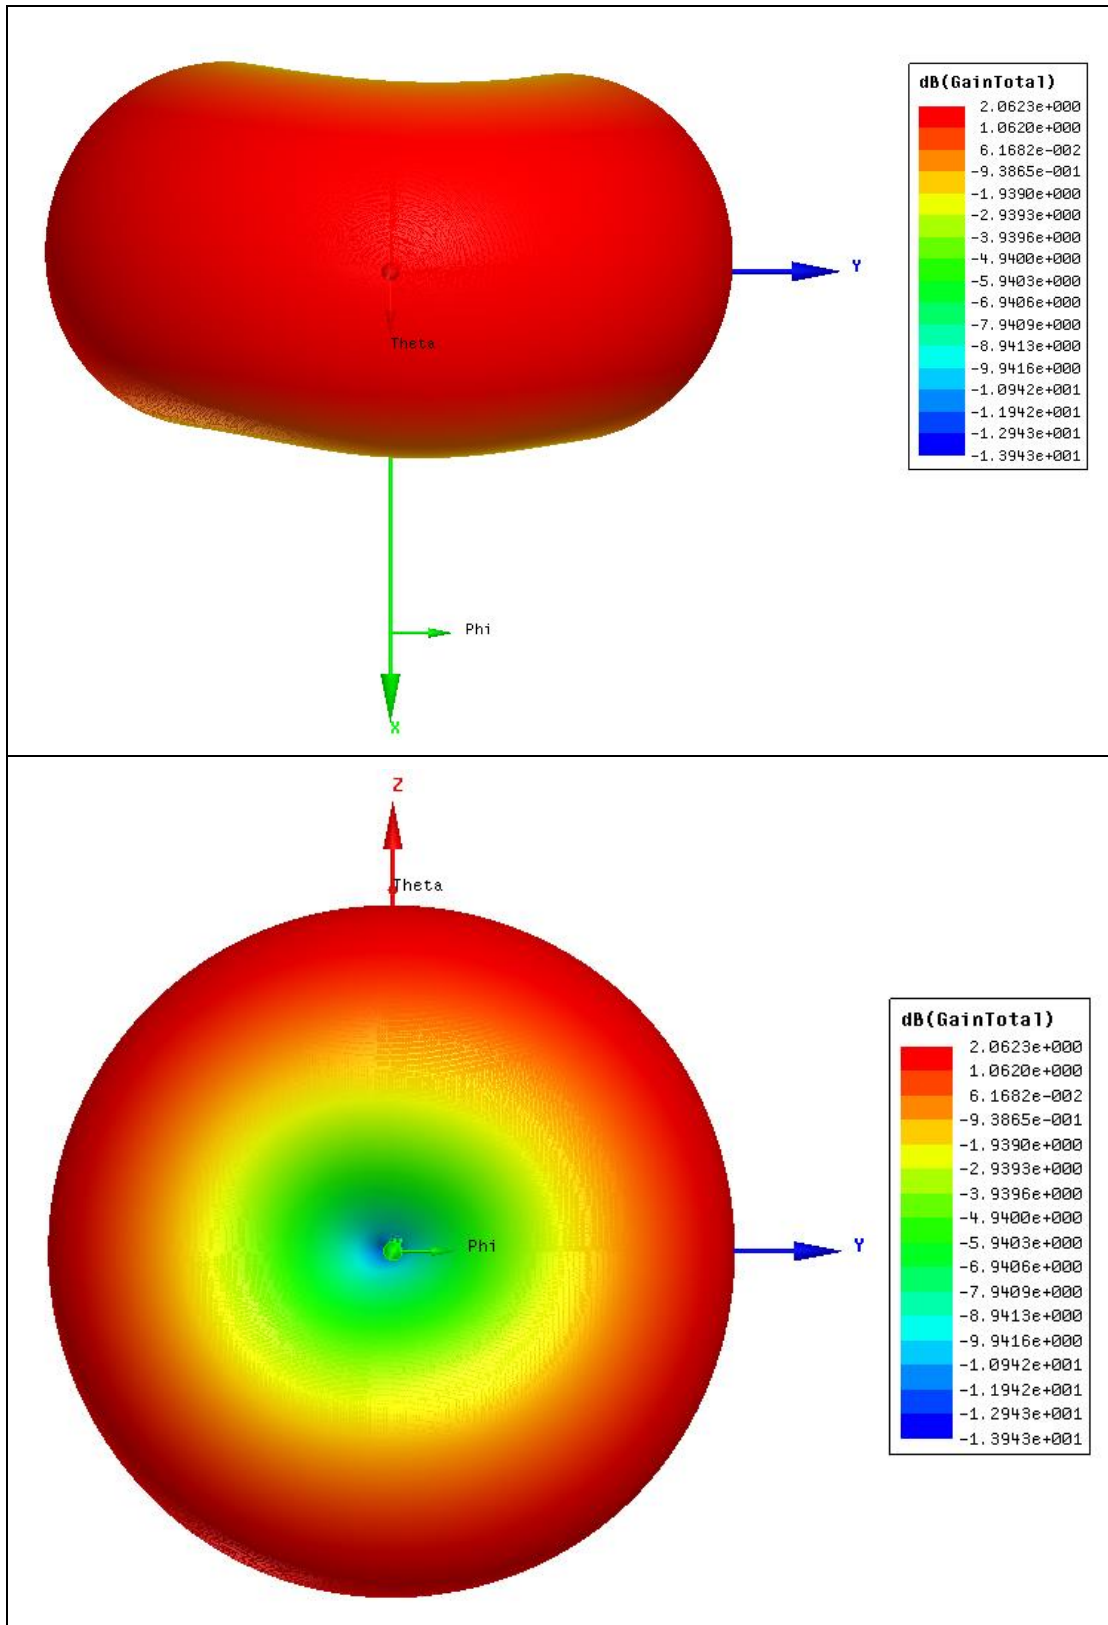 dB(GainTotal)
2.0623e+000
1.0620e+000
6.1682e-002
-9.3865e-001
-1.9390e+000
-2.9393e+000
-3.9396e+000
-4.9400e+000
-5.9403e+000
-6.9406e+000
-7.9409e+000
-8.9413e+000
-9.9416e+000
-1.0942e+001
-1.1942e+001
-1.2943e+001
-1.3943e+001
Y
Theta
Phi
X
Z
Theta
dB(GainTotal)
2.0623e+000
1.0620e+000
6.1682e-002
-9.3865e-001
-1.9390e+000
-2.9393e+000
-3.9396e+000
-4.9400e+000
-5.9403e+000
-6.9406e+000
-7.9409e+000
-8.9413e+000
-9.9416e+000
-1.0942e+001
-1.1942e+001
-1.2943e+001
-1.3943e+001
Phi
Y